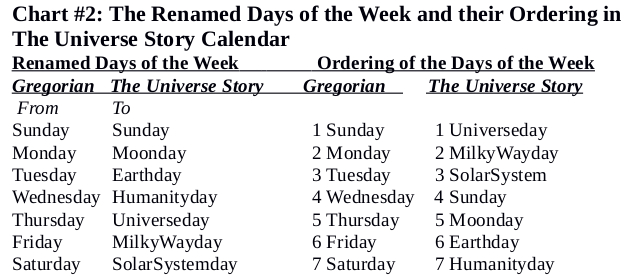 Chart #2: The Renamed Days of the Week and their Ordering in
The Universe Story Calendar
Renamed Days of the Week Ordering of the Days of the Week
Gregorian The Universe Story Gregorian The Universe Story
From To
Sunday Sunday 1 Sunday 1 Universeday
Monday Moonday 2 Monday 2 MilkyWayday
Tuesday Earthday 3 Tuesday 3 SolarSystem
Wednesday Humanityday 4 Wednesday 4 Sunday
Thursday Universeday 5 Thursday 5 Moonday
Friday MilkyWayday 6 Friday 6 Earthday
Saturday SolarSystemday 7 Saturday 7 Humanityday